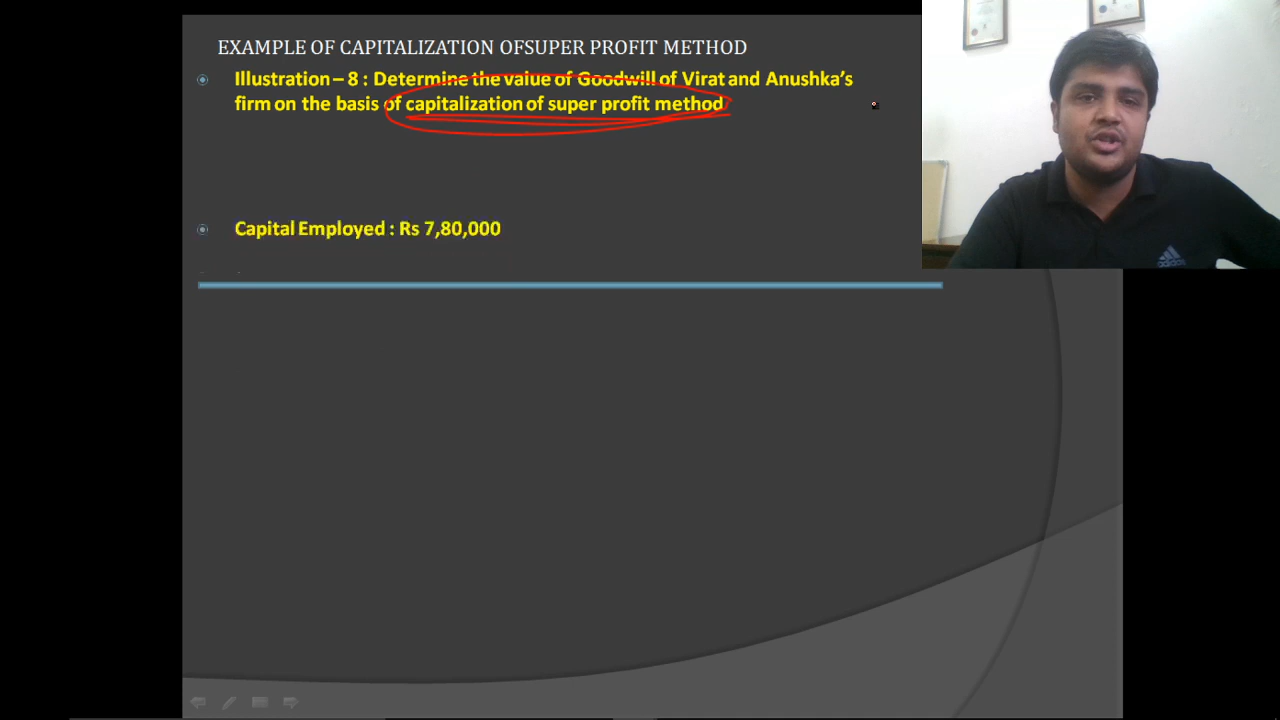 EXAMPLE OF CAPITALIZATION OFSUPER PROFIT METHOD
Illustration – 8 : Determine the value of Goodwill of Virat and Anushka's
firm on the basis of capitalization of super profit method
Capital Employed : Rs 7,80,000
adidas